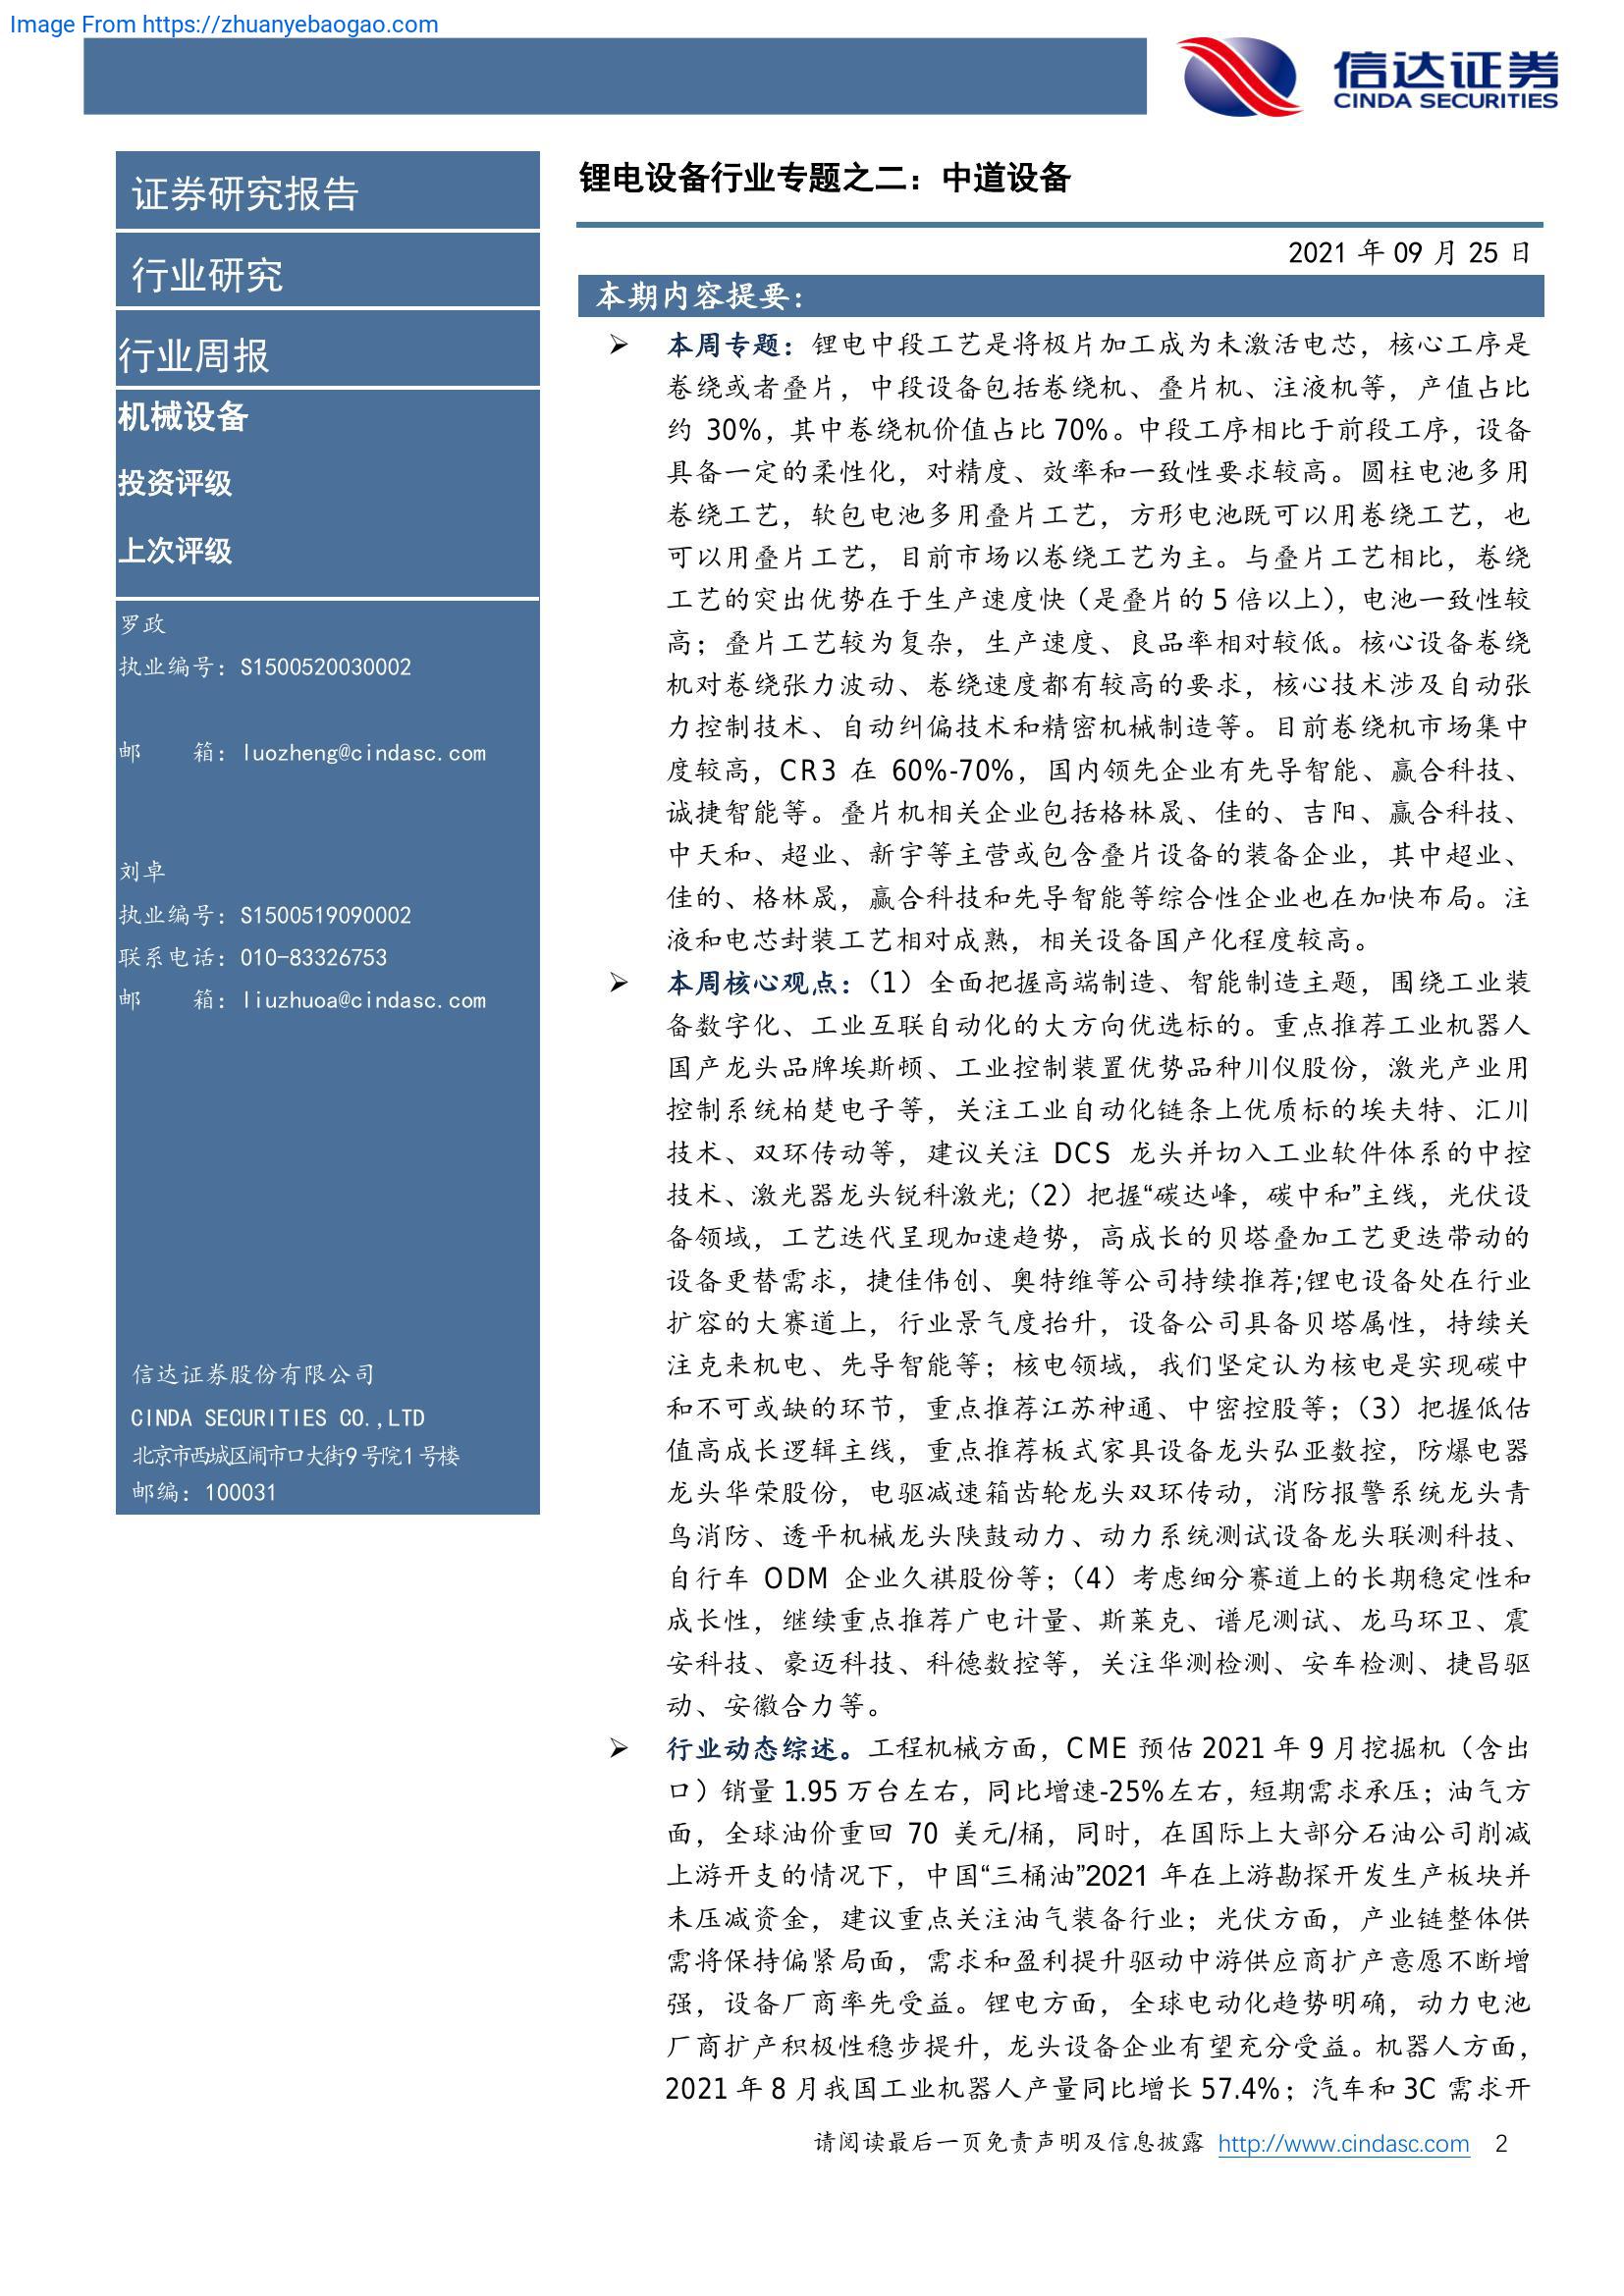 Image From https://zhuanyebaogao.com
信达证券
CINDA SECURITIES
证券研究报告
行业研究
行业周报
机械设备
投资评级
上次评级
罗政
执业编号：S1500520030002
邮 箱：luozheng@cindasc.com
刘卓
执业编号：S1500519090002
联系电话：010-83326753
邮 箱：liuzhuoa@cindasc.com
信达证券股份有限公司
CINDA SECURITIES CO.,LTD
北京市西城区闹市口大街9号院1号楼
邮编：100031
锂电设备行业专题之二：中道设备
2021 年 09 月 25 日
本期内容提要：
➢ 本周专题：锂电中段工艺是将极片加工成为未激活电芯，核心工序是
卷绕或者叠片，中段设备包括卷绕机、叠片机、注液机等，产值占比
约 30%，其中卷绕机价值占比 70%。中段工序相比于前段工序，设备
具备一定的柔性化，对精度、效率和一致性要求较高。圆柱电池多用
卷绕工艺，软包电池多用叠片工艺，方形电池既可以用卷绕工艺，也
可以用叠片工艺，目前市场以卷绕工艺为主。与叠片工艺相比，卷绕
工艺的突出优势在于生产速度快（是叠片的 5 倍以上），电池一致性较
高；叠片工艺较为复杂，生产速度、良品率相对较低。核心设备卷绕
机对卷绕张力波动、卷绕速度都有较高的要求，核心技术涉及自动张
力控制技术、自动纠偏技术和精密机械制造等。目前卷绕机市场集中
度较高，CR3 在 60%-70%，国内领先企业有先导智能、赢合科技、
诚捷智能等。叠片机相关企业包括格林晟、佳的、吉阳、赢合科技、
中天和、超业、新宇等主营或包含叠片设备的装备企业，其中超业、
佳的、格林晟，赢合科技和先导智能等综合性企业也在加快布局。注
液和电芯封装工艺相对成熟，相关设备国产化程度较高。
➢ 本周核心观点：（1）全面把握高端制造、智能制造主题，围绕工业装
备数字化、工业互联自动化的大方向优选标的。重点推荐工业机器人
国产龙头品牌埃斯顿、工业控制装置优势品种川仪股份，激光产业用
控制系统柏楚电子等，关注工业自动化链条上优质标的埃夫特、汇川
技术、双环传动等，建议关注 DCS 龙头并切入工业软件体系的中控
技术、激光器龙头锐科激光;（2）把握“碳达峰，碳中和”主线，光伏设
备领域，工艺迭代呈现加速趋势，高成长的贝塔叠加工艺更迭带动的
设备更替需求，捷佳伟创、奥特维等公司持续推荐;锂电设备处在行业
扩容的大赛道上，行业景气度抬升，设备公司具备贝塔属性，持续关
注克来机电、先导智能等；核电领域，我们坚定认为核电是实现碳中
和不可或缺的环节，重点推荐江苏神通、中密控股等；（3）把握低估
值高成长逻辑主线，重点推荐板式家具设备龙头弘亚数控，防爆电器
龙头华荣股份，电驱减速箱齿轮龙头双环传动，消防报警系统龙头青
鸟消防、透平机械龙头陕鼓动力、动力系统测试设备龙头联测科技、
自行车 ODM 企业久祺股份等；（4）考虑细分赛道上的长期稳定性和
成长性，继续重点推荐广电计量、斯莱克、谱尼测试、龙马环卫、震
安科技、豪迈科技、科德数控等，关注华测检测、安车检测、捷昌驱
动、安徽合力等。
➢ 行业动态综述。工程机械方面，CME 预估 2021 年 9 月挖掘机（含出
口）销量 1.95 万台左右，同比增速-25%左右，短期需求承压；油气方
面，全球油价重回 70 美元/桶，同时，在国际上大部分石油公司削减
上游开支的情况下，中国“三桶油”2021 年在上游勘探开发生产板块并
未压减资金，建议重点关注油气装备行业；光伏方面，产业链整体供
需将保持偏紧局面，需求和盈利提升驱动中游供应商扩产意愿不断增
强，设备厂商率先受益。锂电方面，全球电动化趋势明确，动力电池
厂商扩产积极性稳步提升，龙头设备企业有望充分受益。机器人方面，
2021 年 8 月我国工业机器人产量同比增长 57.4%；汽车和 3C 需求开
请阅读最后一页免责声明及信息披露 http://www.cindasc.com 2